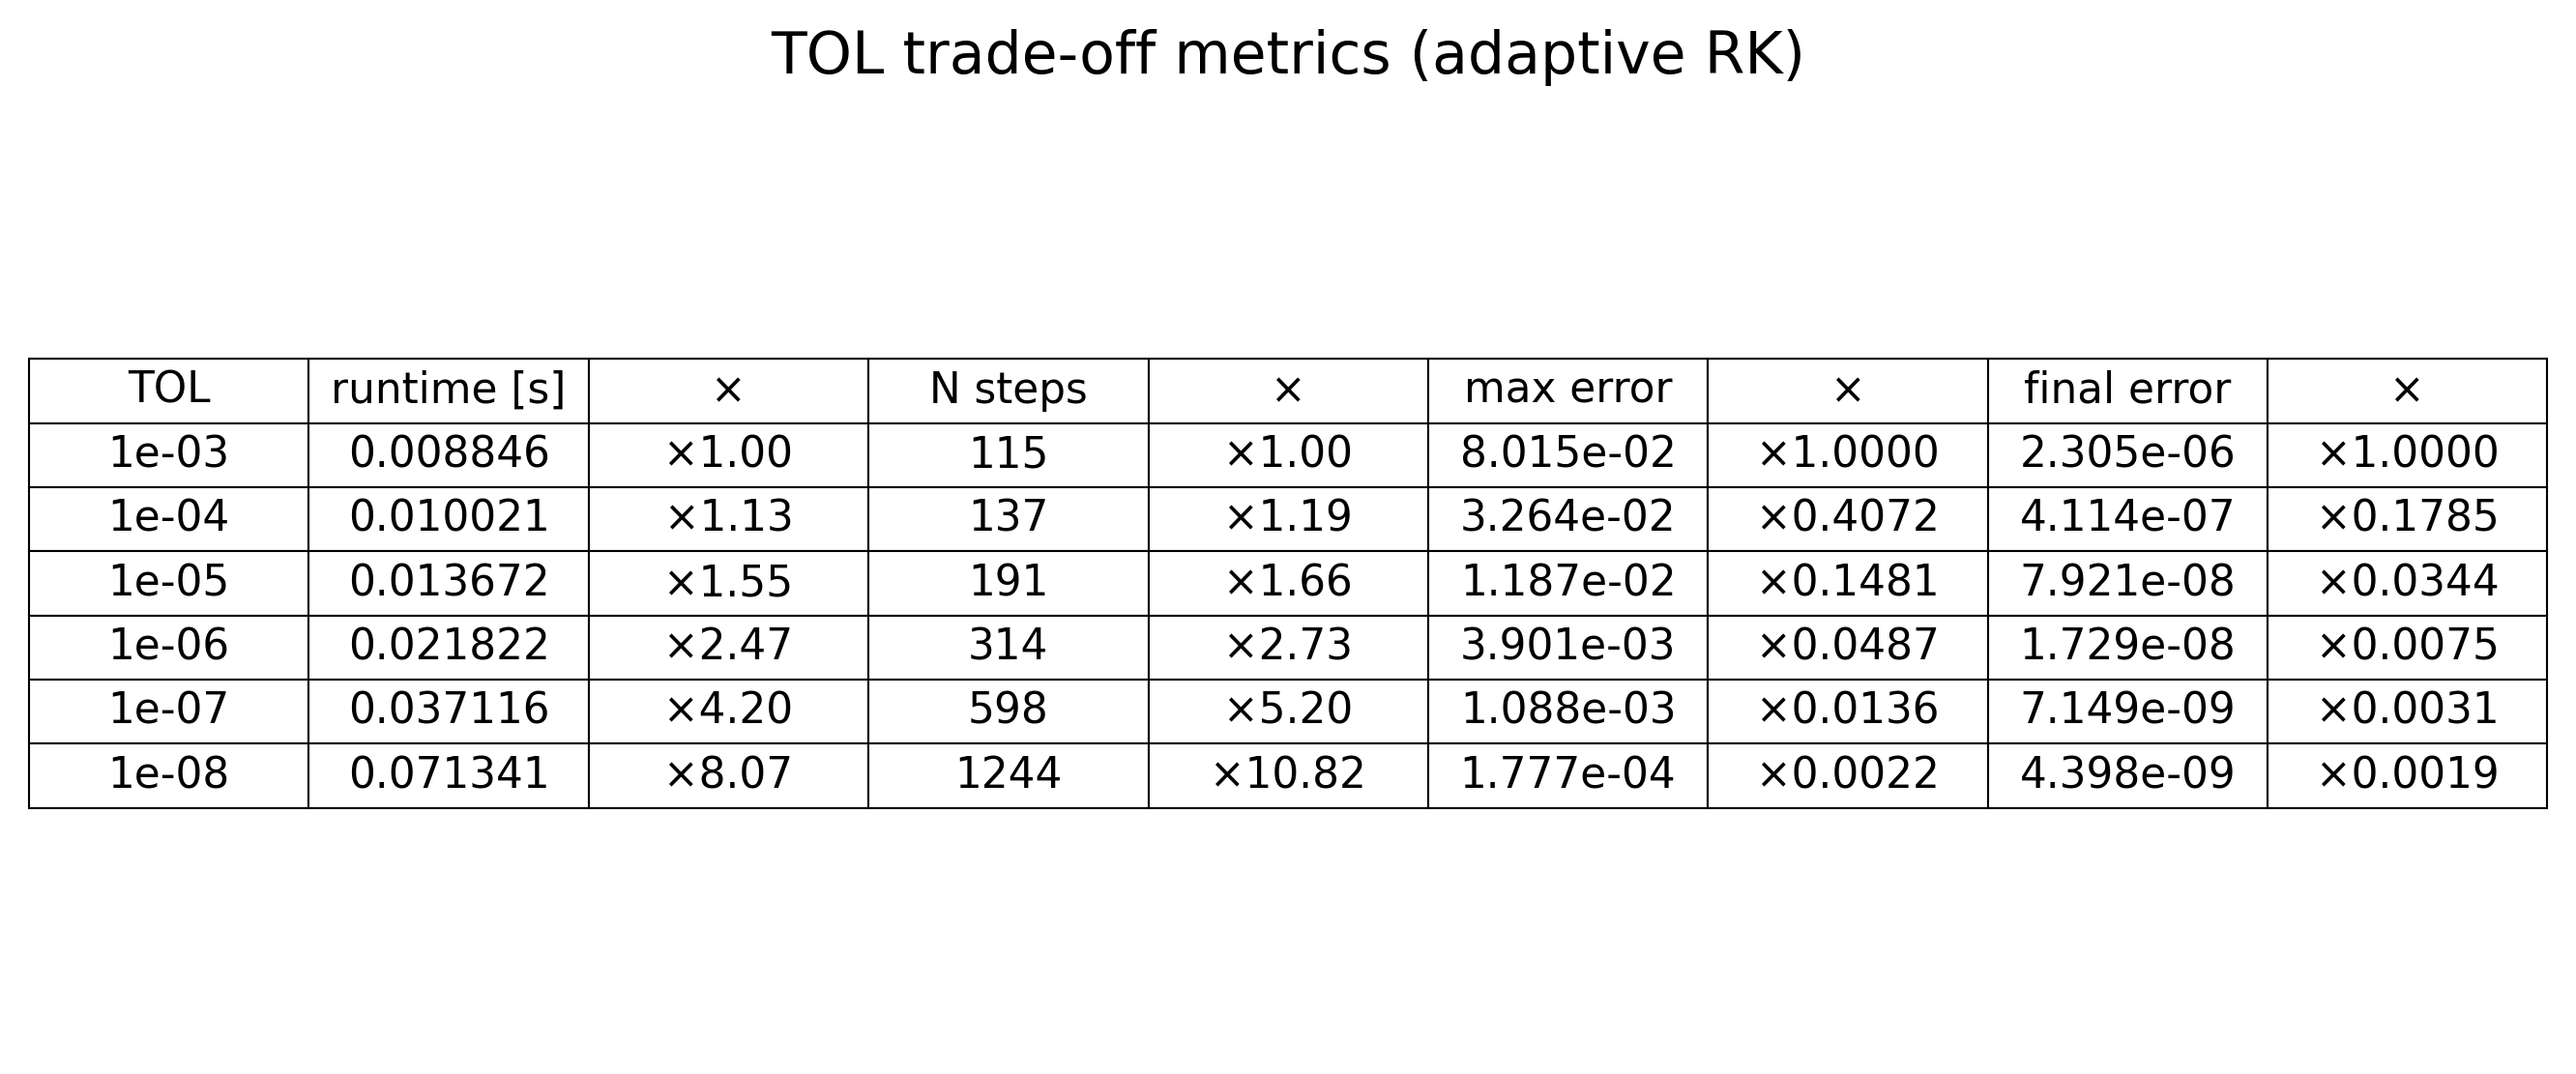 TOL trade-off metrics (adaptive RK)
TOL runtime [s] × N steps × max error × final error ×
1e-03 0.008846 ×1.00 115 ×1.00 8.015e-02 ×1.0000 2.305e-06 ×1.0000
1e-04 0.010021 ×1.13 137 ×1.19 3.264e-02 ×0.4072 4.114e-07 ×0.1785
1e-05 0.013672 ×1.55 191 ×1.66 1.187e-02 ×0.1481 7.921e-08 ×0.0344
1e-06 0.021822 ×2.47 314 ×2.73 3.901e-03 ×0.0487 1.729e-08 ×0.0075
1e-07 0.037116 ×4.20 598 ×5.20 1.088e-03 ×0.0136 7.149e-09 ×0.0031
1e-08 0.071341 ×8.07 1244 ×10.82 1.777e-04 ×0.0022 4.398e-09 ×0.0019